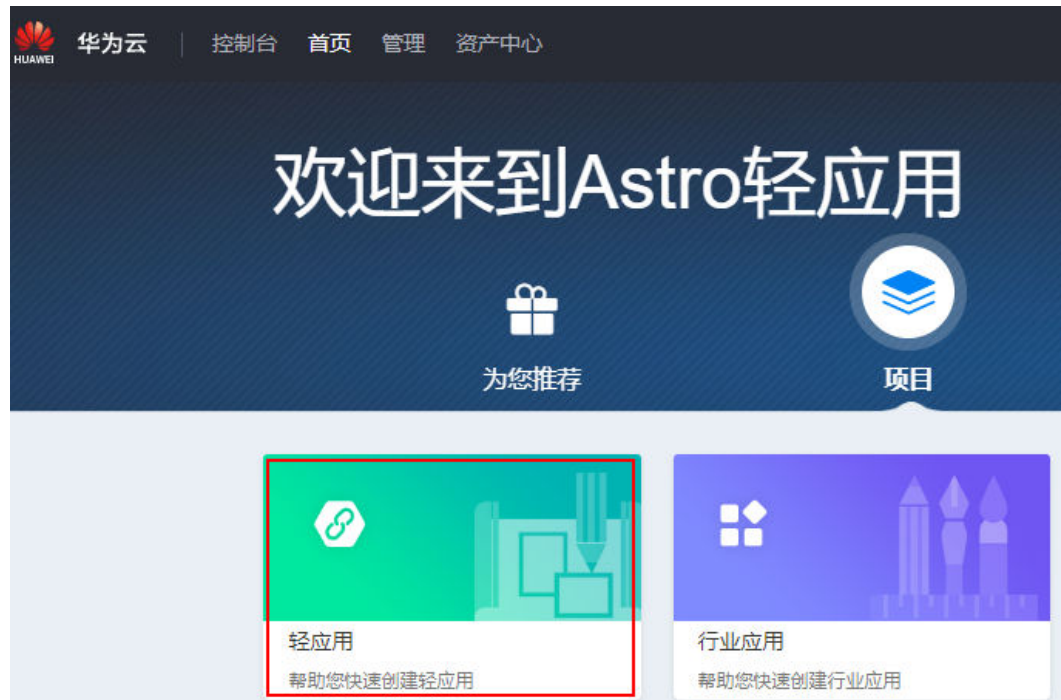 HUAWEI 华为云 控制台 首页 管理 资产中心
欢迎来到Astro轻应用
为您推荐 项目
轻应用 行业应用
帮助您快速创建轻应用 帮助您快速创建行业应用